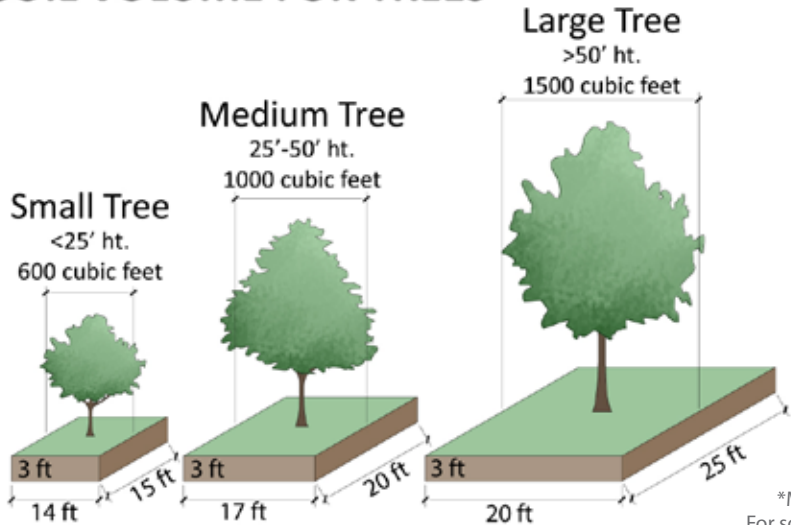 Large Tree
>50' ht.
1500 cubic feet
Medium Tree
25'-50' ht.
1000 cubic feet
Small Tree
<25' ht.
600 cubic feet
3 ft
14 ft
15 ft
3 ft
17 ft
20 ft
3 ft
20 ft
25 ft
For